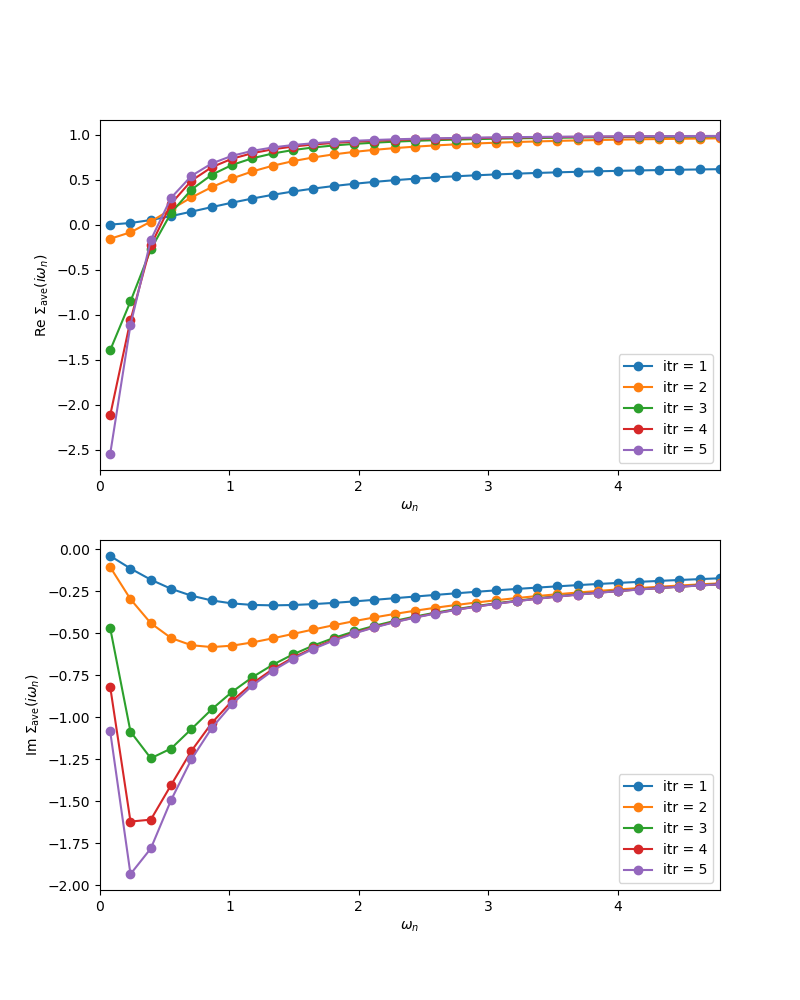 1.0
0.5
0.0
−0.5
−1.0
−1.5
−2.0
−2.5
Re Σave(iωn)
itr = 1
itr = 2
itr = 3
itr = 4
itr = 5
0 1 2 3 4
ωn
0.00
−0.25
−0.50
−0.75
−1.00
−1.25
−1.50
−1.75
−2.00
Im Σave(iωn)
itr = 1
itr = 2
itr = 3
itr = 4
itr = 5
0 1 2 3 4
ωn